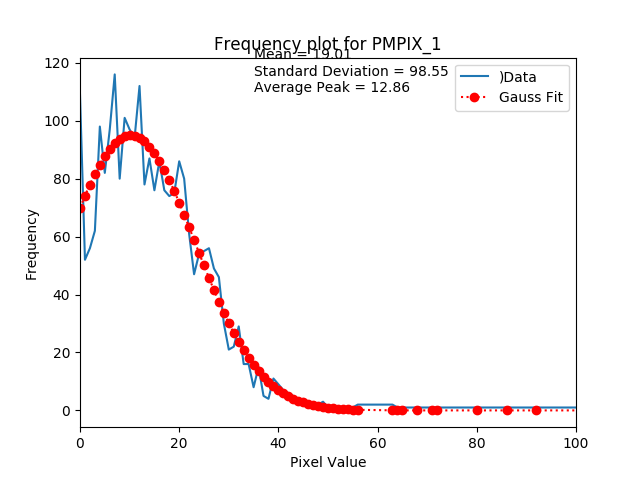 Frequency plot for PMPIX_1
Mean = 19.01
Standard Deviation = 98.55
Average Peak = 12.86
)Data
Gauss Fit
Frequency
120
100
80
60
40
20
0
0 20 40 60 80 100
Pixel Value